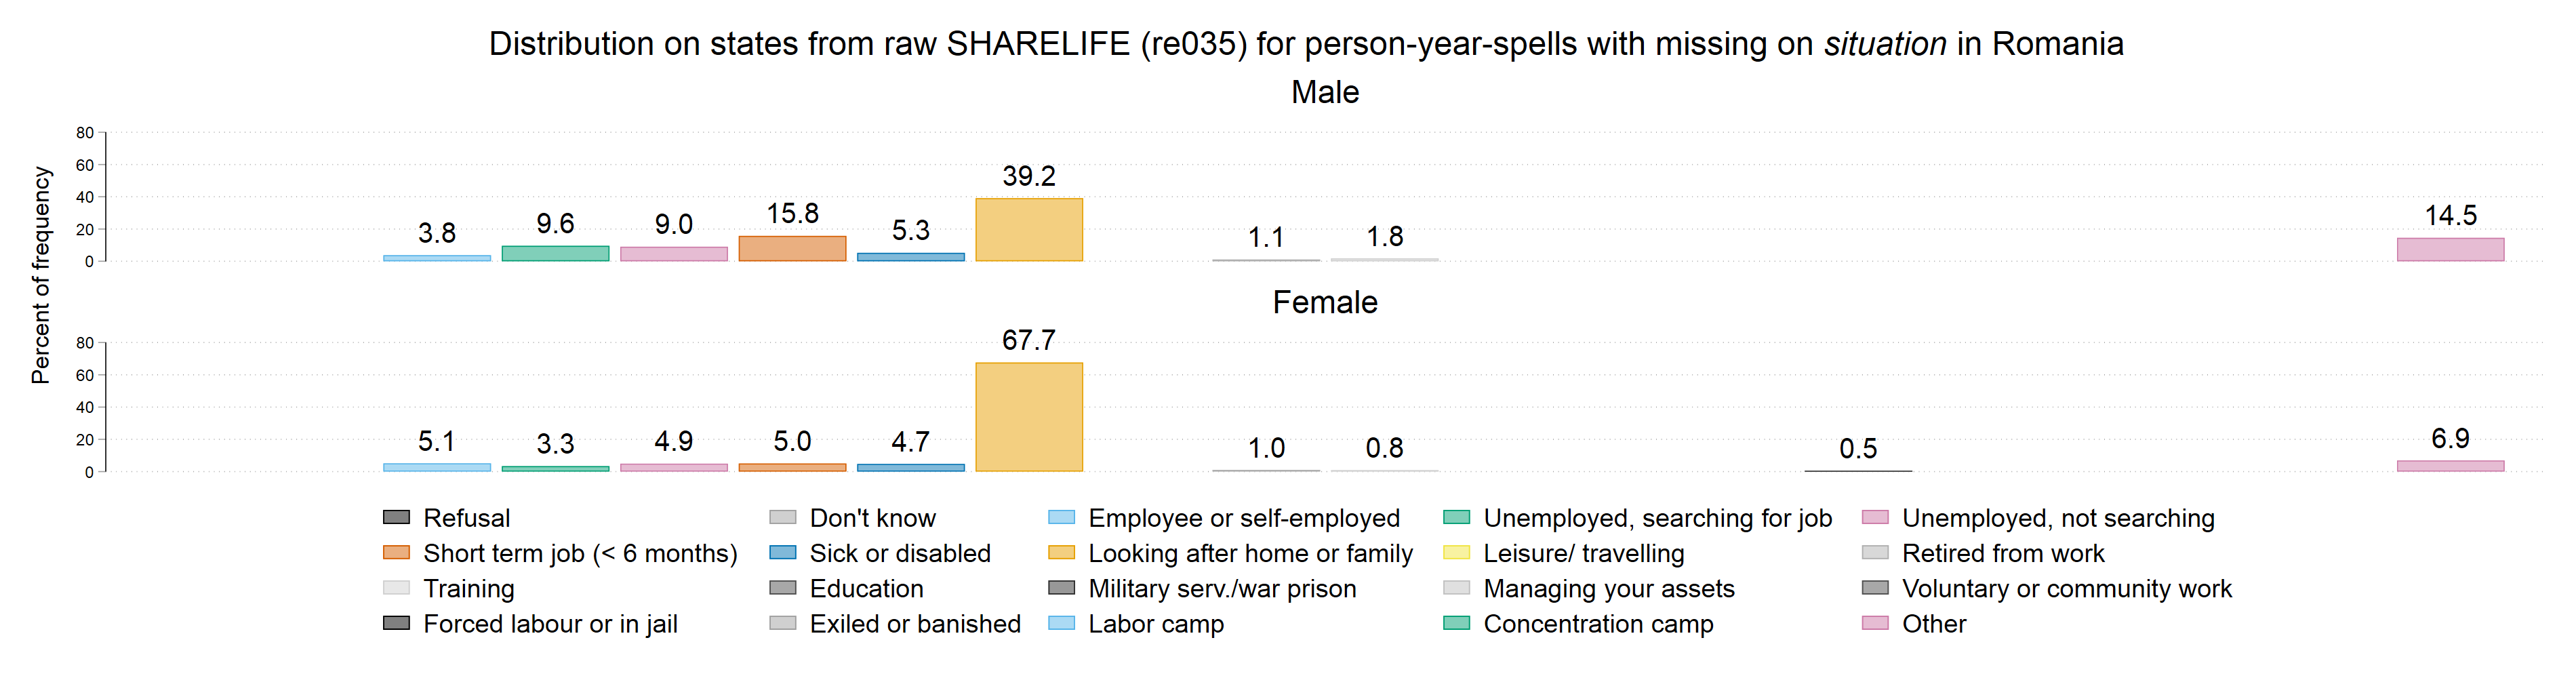 Distribution on states from raw SHARELIFE (re035) for person-year-spells with missing on situation in Romania
Male
Percent of frequency
80
60
40
20
0
3.8 9.6 9.0 15.8 5.3 39.2 1.1 1.8 14.5
Female
80
60
40
20
0
5.1 3.3 4.9 5.0 4.7 67.7 1.0 0.8 0.5 6.9
Refusal Don't know Employee or self-employed Unemployed, searching for job Unemployed, not searching
Short term job (< 6 months) Sick or disabled Looking after home or family Leisure/ travelling Retired from work
Training Education Military serv./war prison Managing your assets Voluntary or community work
Forced labour or in jail Exiled or banished Labor camp Concentration camp Other